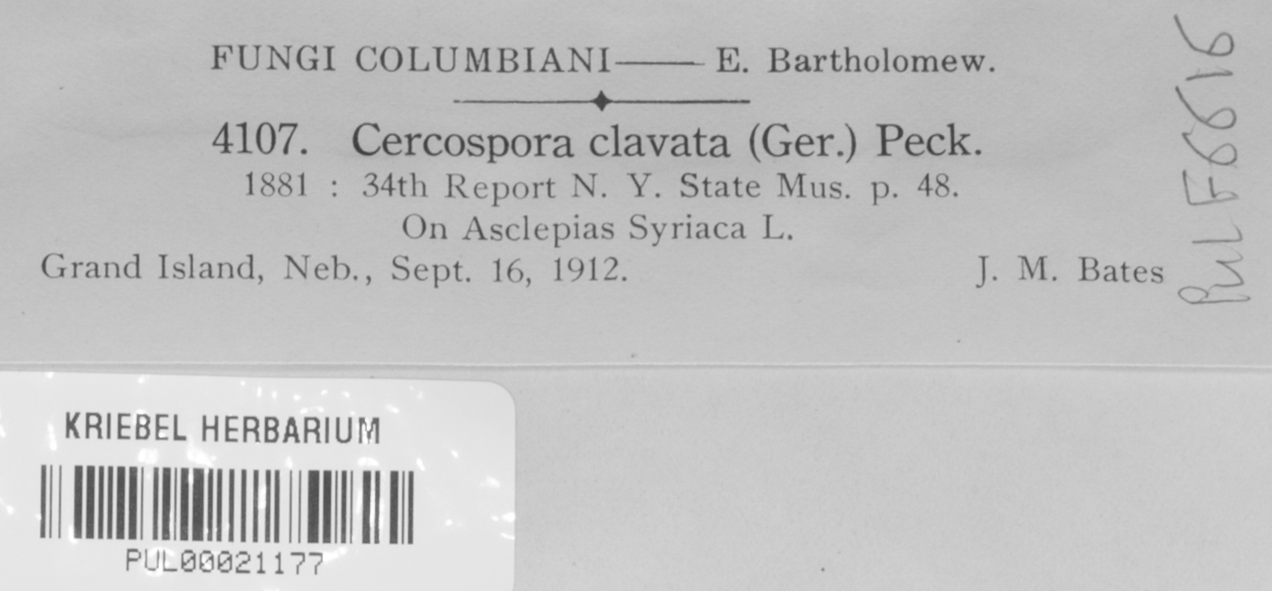 FUNGI COLUMBIANI—— E. Bartholomew.
4107. Cercospora clavata (Ger.) Peck.
1881 : 34th Report N. Y. State Mus. p. 48.
On Asclepias Syriaca L.
Grand Island, Neb., Sept. 16, 1912. J. M. Bates
PUL
KRIEBEL HERBARIUM
PUL00021177